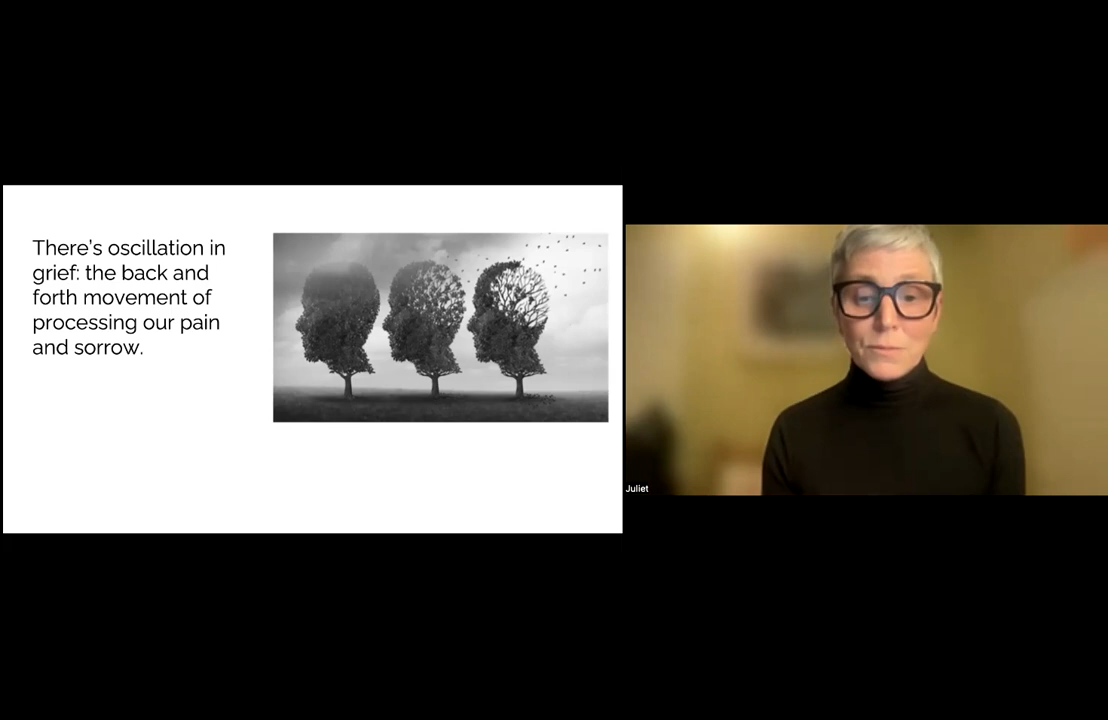 There’s oscillation in
grief: the back and
forth movement of
processing our pain
and sorrow.
Juliet